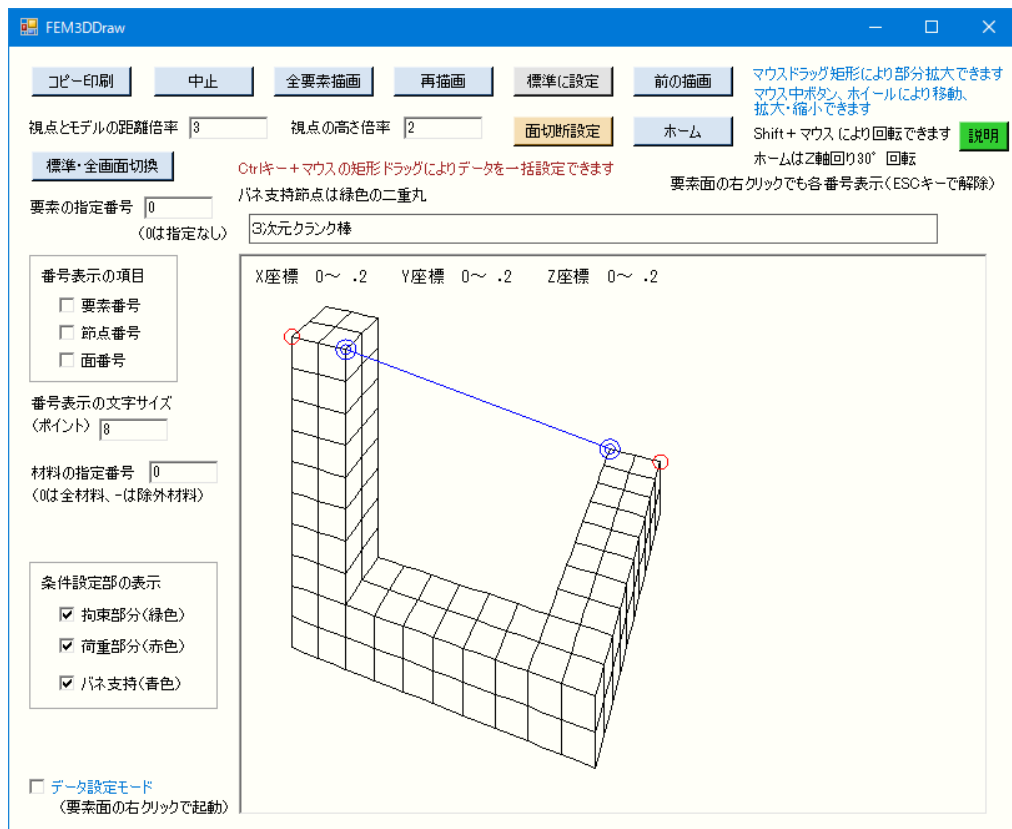 FEM3DDraw
コピー印刷 中止 全要素描画 再描画 標準に設定 前の描画
マウスドラッグ矩形により部分拡大できます
マウス中ボタン、ホイールにより移動、
拡大・縮小できます
視点とモデルの距離倍率 3 視点の高さ倍率 2 面切断設定 ホーム
Shift+マウスにより回転できます 説明
ホームはZ軸回り30° 回転
標準・全画面切換
Ctrlキー+マウスの矩形ドラッグによりデータを一括設定できます
要素面の右クリックでも各番号表示(ESCキーで解除)
バネ支持節点は緑色の二重丸
要素の指定番号 0
(0は指定なし)
3次元クランク棒
X座標 0~ .2 Y座標 0~ .2 Z座標 0~ .2
番号表示の項目
要素番号
節点番号
面番号
番号表示の文字サイズ
(ポイント) 8
材料の指定番号 0
(0は全材料、-は除外材料)
条件設定部の表示
拘束部分(緑色)
荷重部分(赤色)
バネ支持(青色)
データ設定モード
(要素面の右クリックで起動)